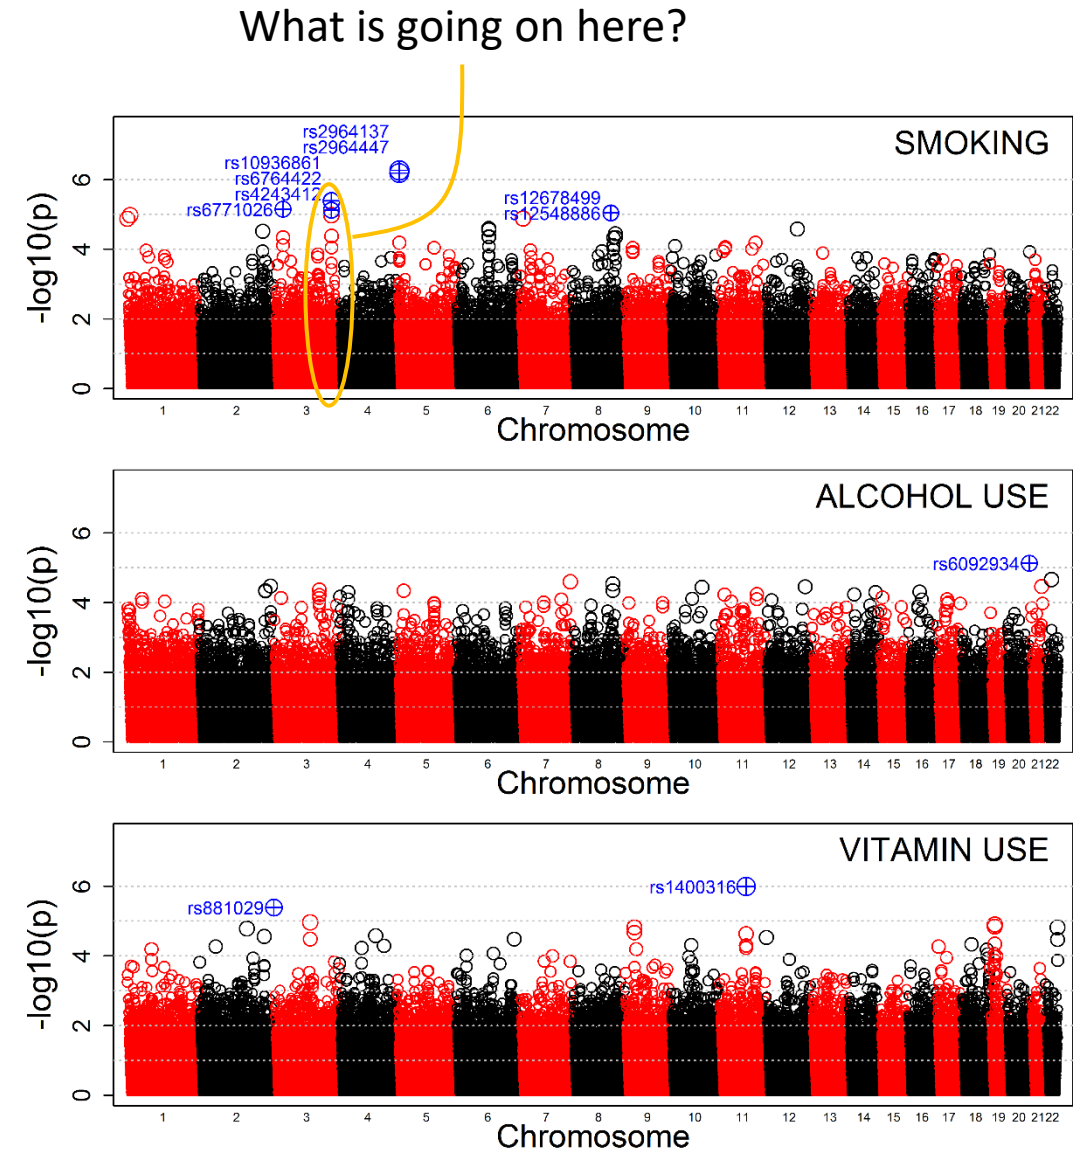 What is going on here?
SMOKING
rs2964137
rs2964447
rs10936861
rs6764422
rs4243412
rs6771026
rs12678499
rs12548886
-log10(p)
6
4
2
0
1 2 3 4 5 6 7 8 9 10 11 12 13 14 15 16 17 18 19 20 21 22
Chromosome
ALCOHOL USE
rs6092934
-log10(p)
6
4
2
0
1 2 3 4 5 6 7 8 9 10 11 12 13 14 15 16 17 18 19 20 21 22
Chromosome
VITAMIN USE
rs1400316
rs881029
-log10(p)
6
4
2
0
1 2 3 4 5 6 7 8 9 10 11 12 13 14 15 16 17 18 19 20 21 22
Chromosome